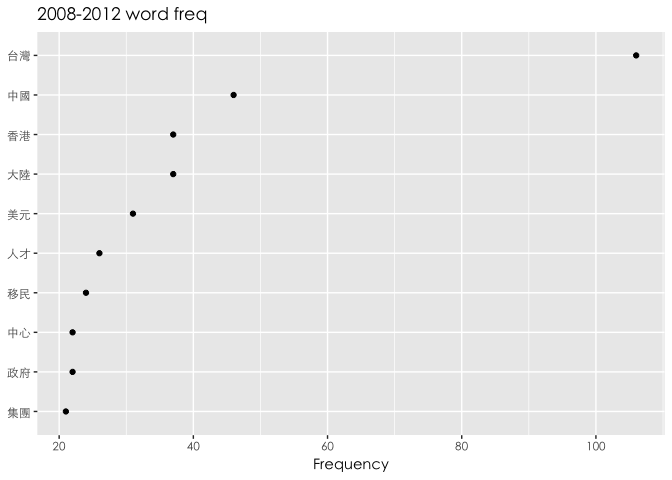 2008-2012 word freq
台灣
中國
香港
大陸
美元
人才
移民
中心
政府
集團
20 40 60 80 100
Frequency